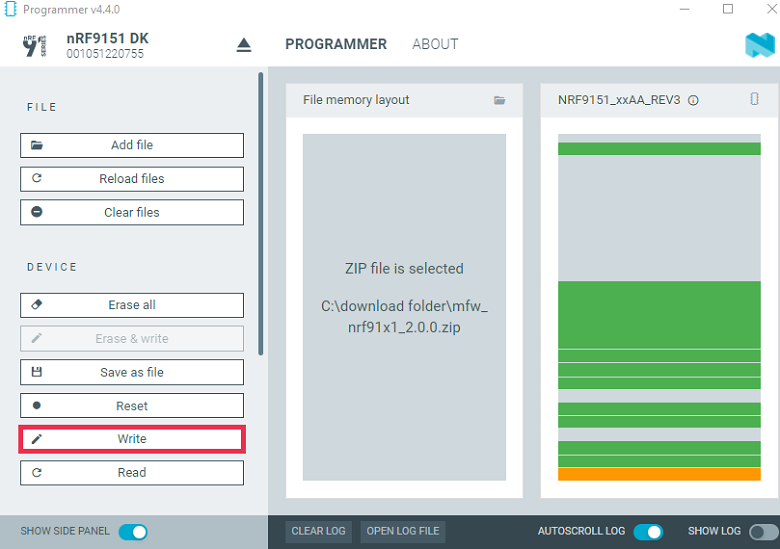 Programmer v4.4.0
nRF9151 DK
001051220755
PROGRAMMER
ABOUT
FILE
Add file
Reload files
Clear files
DEVICE
Erase all
Erase & write
Save as file
Reset
Write
Read
SHOW SIDE PANEL
File memory layout
ZIP file is selected
C:\download folder\mfw_
nrf91x1_2.0.0.zip
NRF9151_xxAA_REV3
CLEAR LOG
OPEN LOG FILE
AUTOSCROLL LOG
SHOW LOG